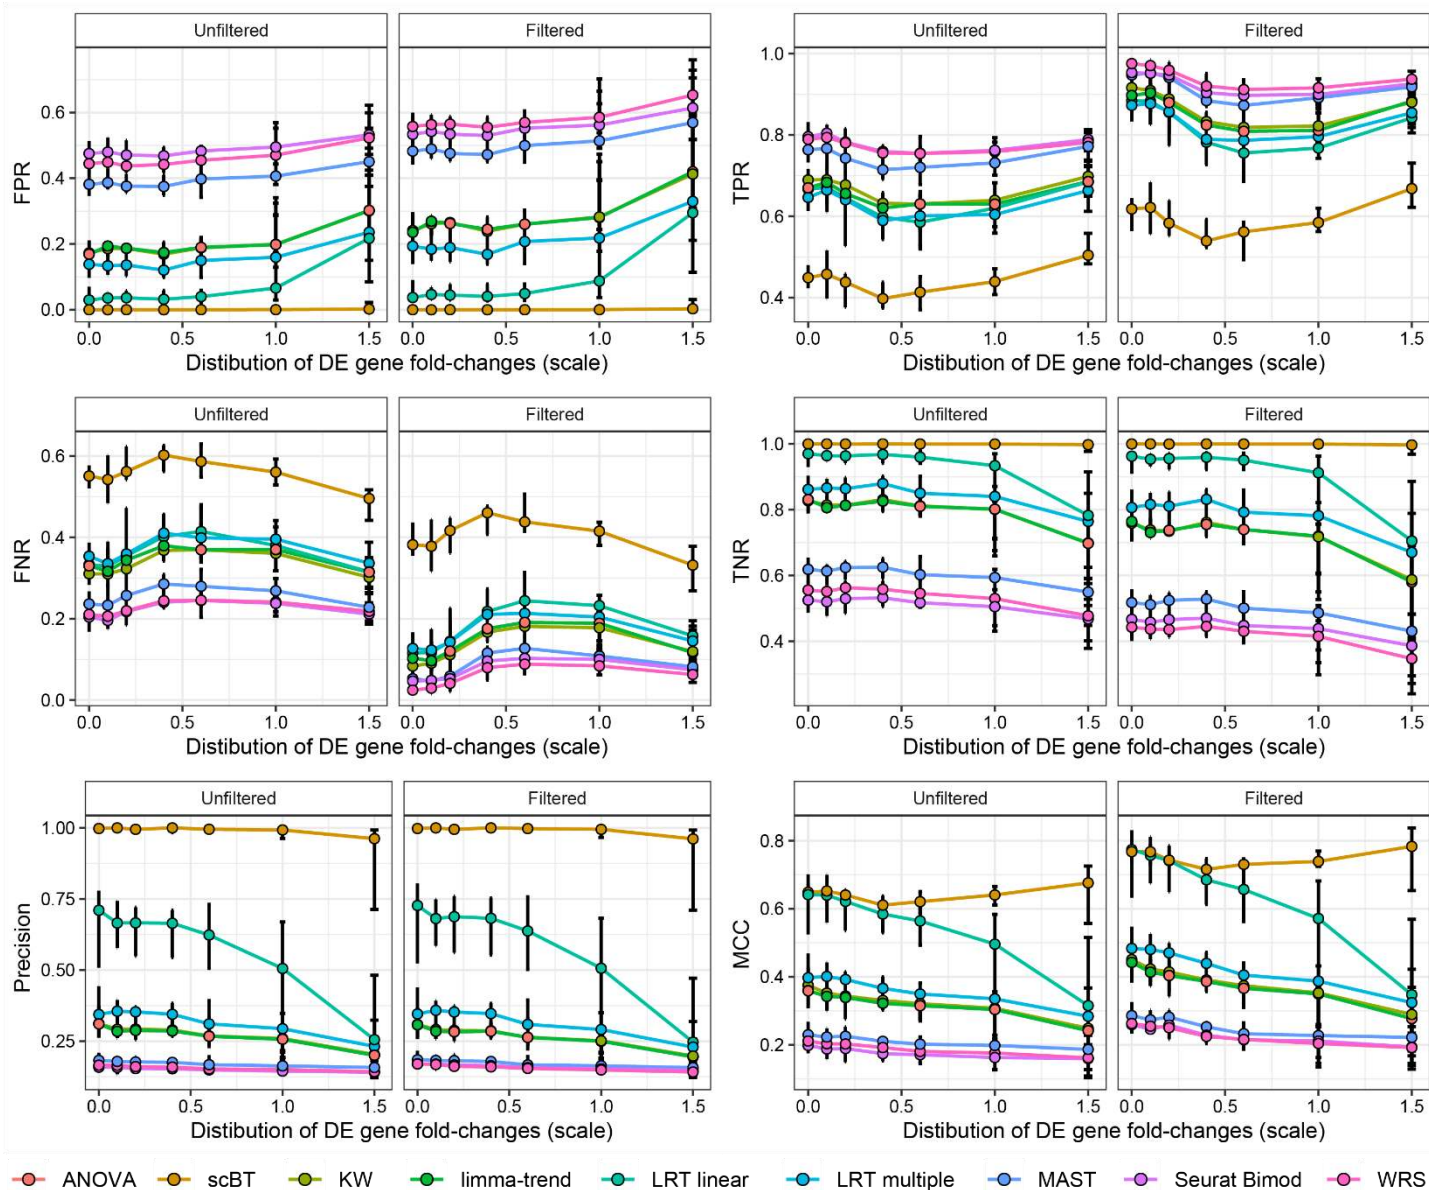 Unfiltered
Filtered
FPR
0.6
0.4
0.2
0.0
0.0 0.5 1.0 1.5
0.0 0.5 1.0 1.5
Distibution of DE gene fold-changes (scale)
Unfiltered
Filtered
TPR
1.0
0.8
0.6
0.4
0.0 0.5 1.0 1.5
0.0 0.5 1.0 1.5
Distibution of DE gene fold-changes (scale)
Unfiltered
Filtered
FNR
0.6
0.4
0.2
0.0
0.0 0.5 1.0 1.5
0.0 0.5 1.0 1.5
Distibution of DE gene fold-changes (scale)
Unfiltered
Filtered
TNR
1.0
0.8
0.6
0.4
0.0 0.5 1.0 1.5
0.0 0.5 1.0 1.5
Distibution of DE gene fold-changes (scale)
Unfiltered
Filtered
Precision
1.00
0.75
0.50
0.25
0.0 0.5 1.0 1.5
0.0 0.5 1.0 1.5
Distibution of DE gene fold-changes (scale)
Unfiltered
Filtered
MCC
0.8
0.6
0.4
0.2
0.0 0.5 1.0 1.5
0.0 0.5 1.0 1.5
Distibution of DE gene fold-changes (scale)
ANOVA scBT KW limma-trend LRT linear LRT multiple MAST Seurat Bimod WRS